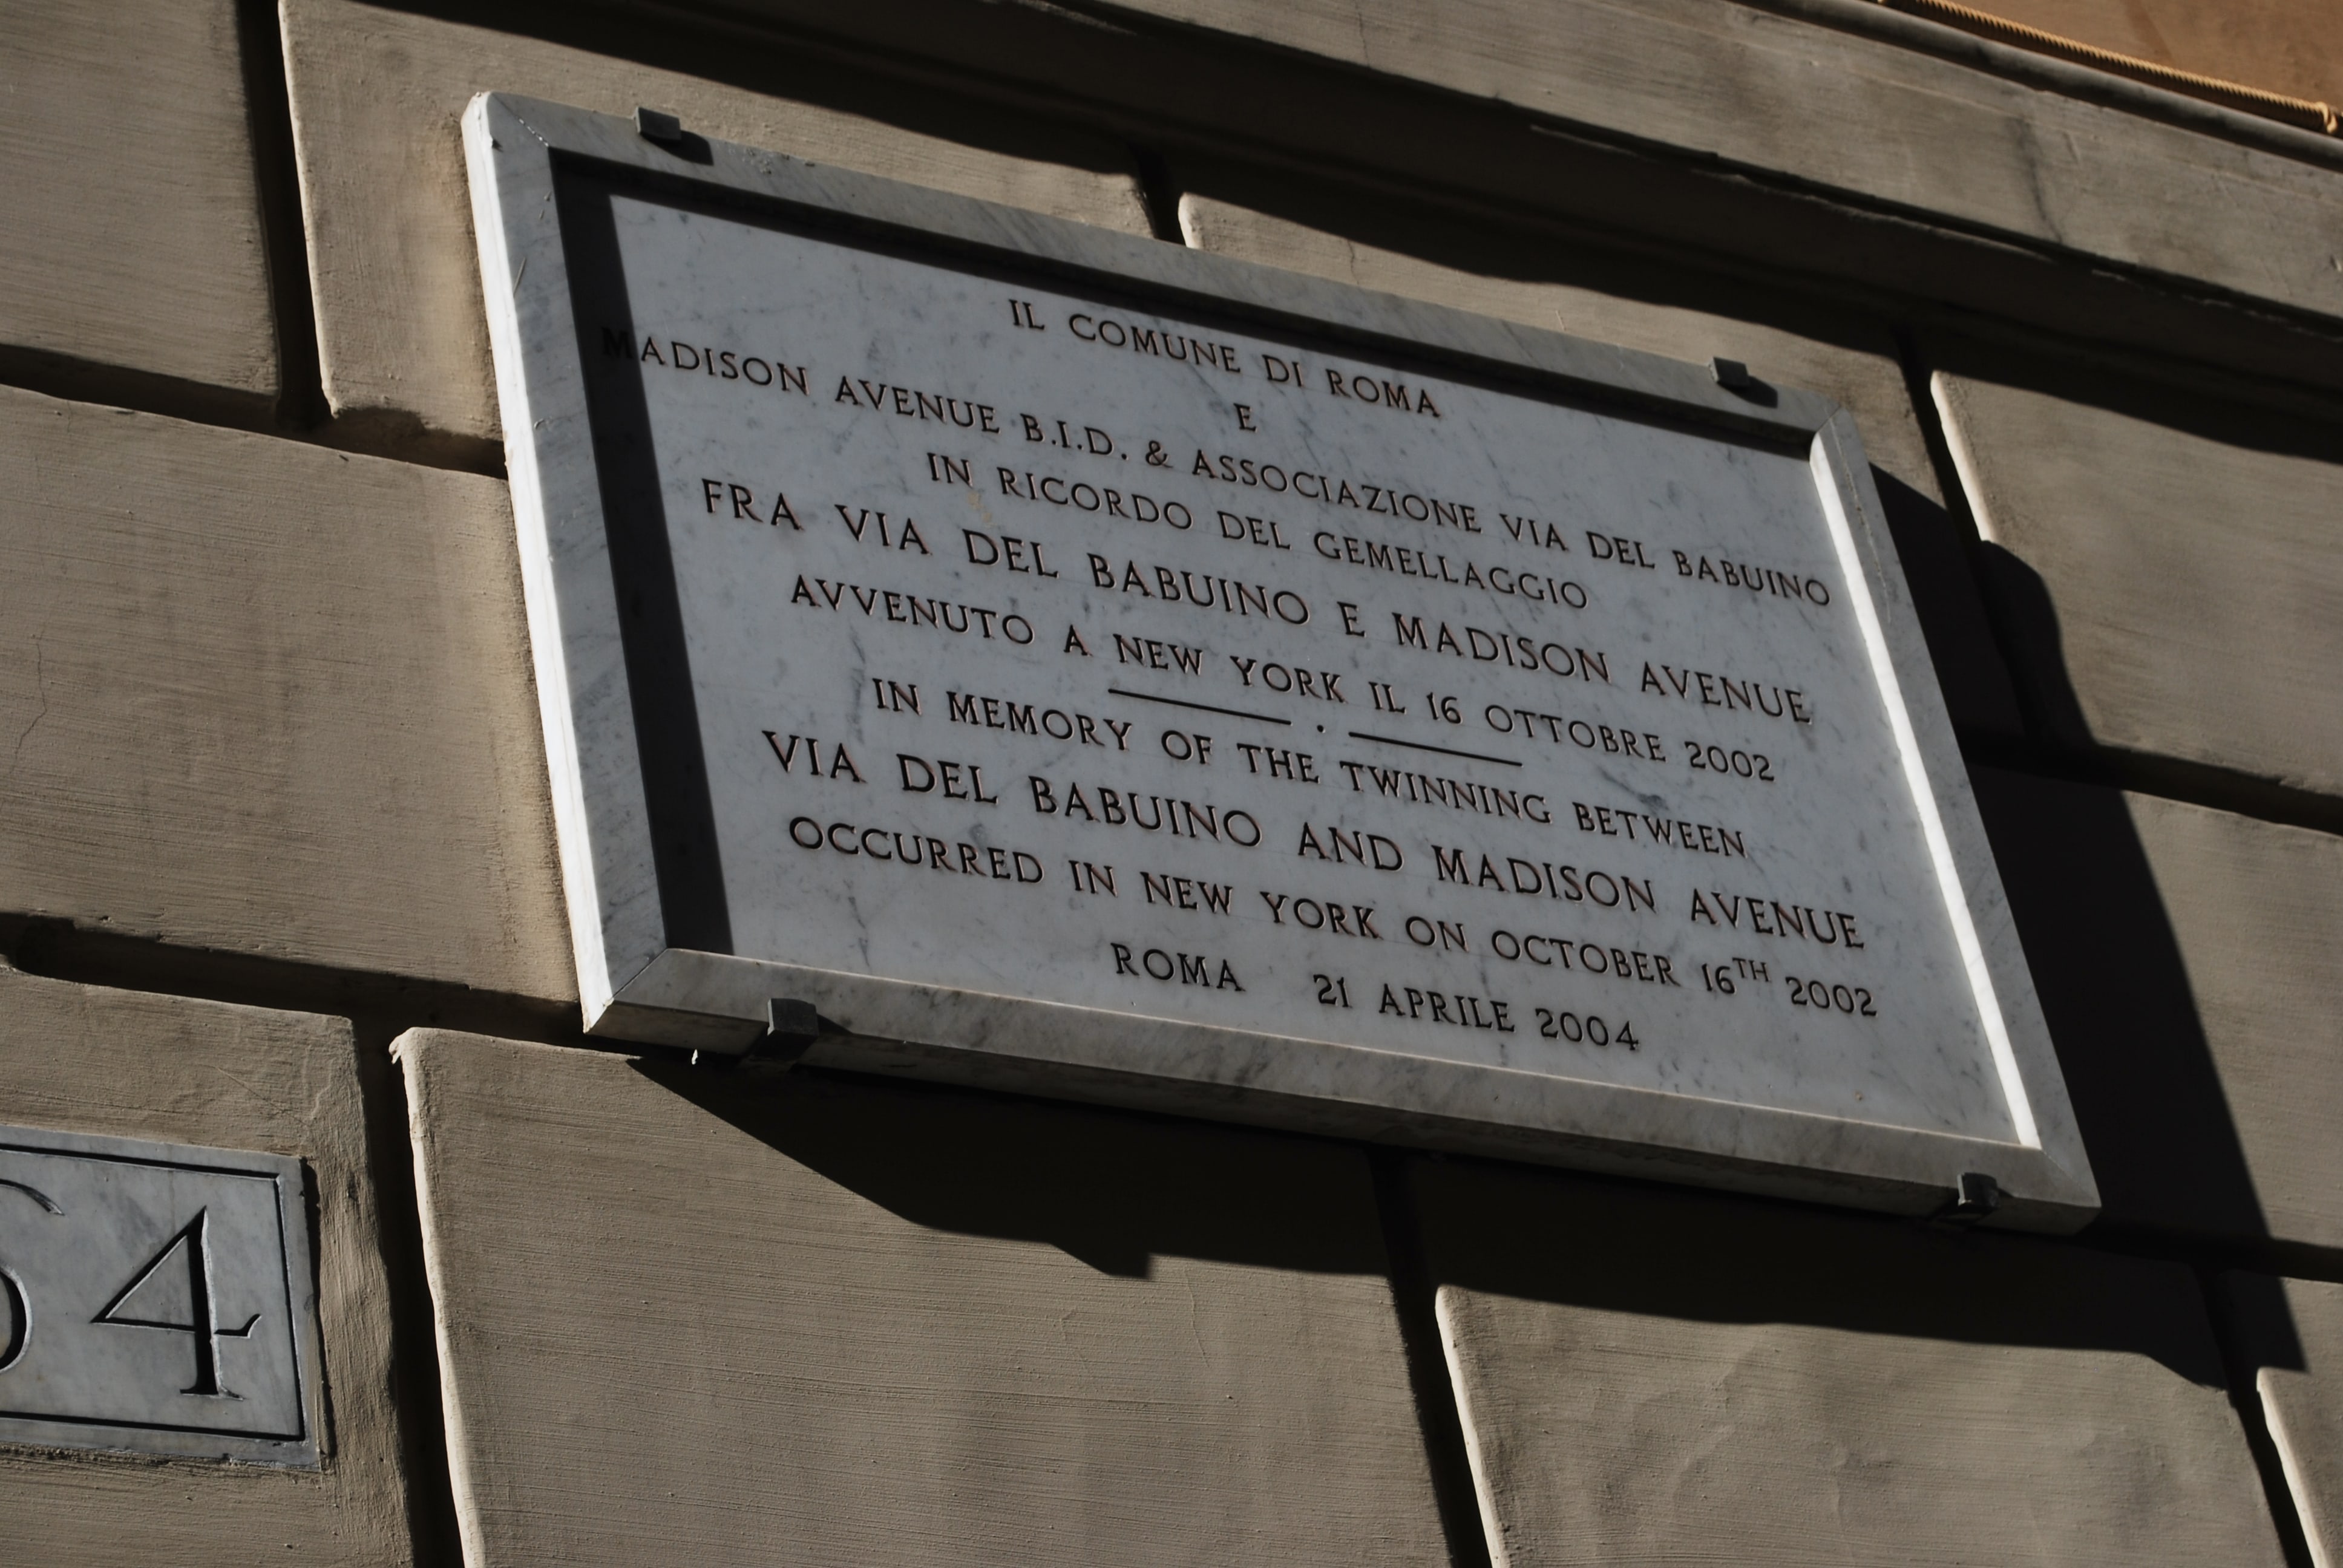 IL COMUNE DI ROMA
E
MADISON AVENUE B.I.D. & ASSOCIAZIONE VIA DEL BABUINO
IN RICORDO DEL GEMELLAGGIO
FRA VIA DEL BABUINO E MADISON AVENUE
AVVENUTO A NEW YORK IL 16 OTTOBRE 2002
IN MEMORY OF THE TWINNING BETWEEN
VIA DEL BABUINO AND MADISON AVENUE
OCCURRED IN NEW YORK ON OCTOBER 16TH 2002
ROMA 21 APRILE 2004
64